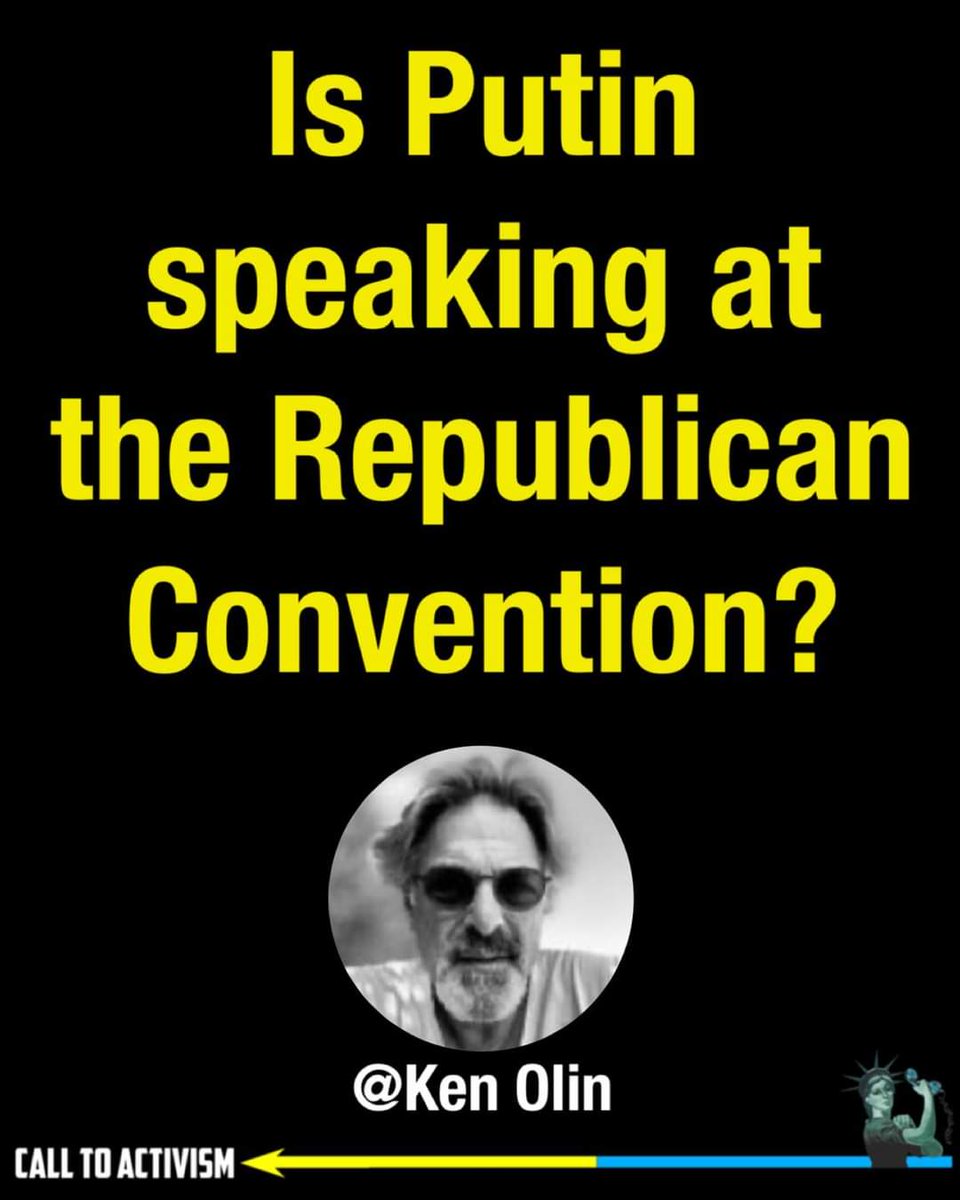 Is Putin
speaking at
the Republican
Convention?
@Ken Olin
CALL TO ACTIVISM